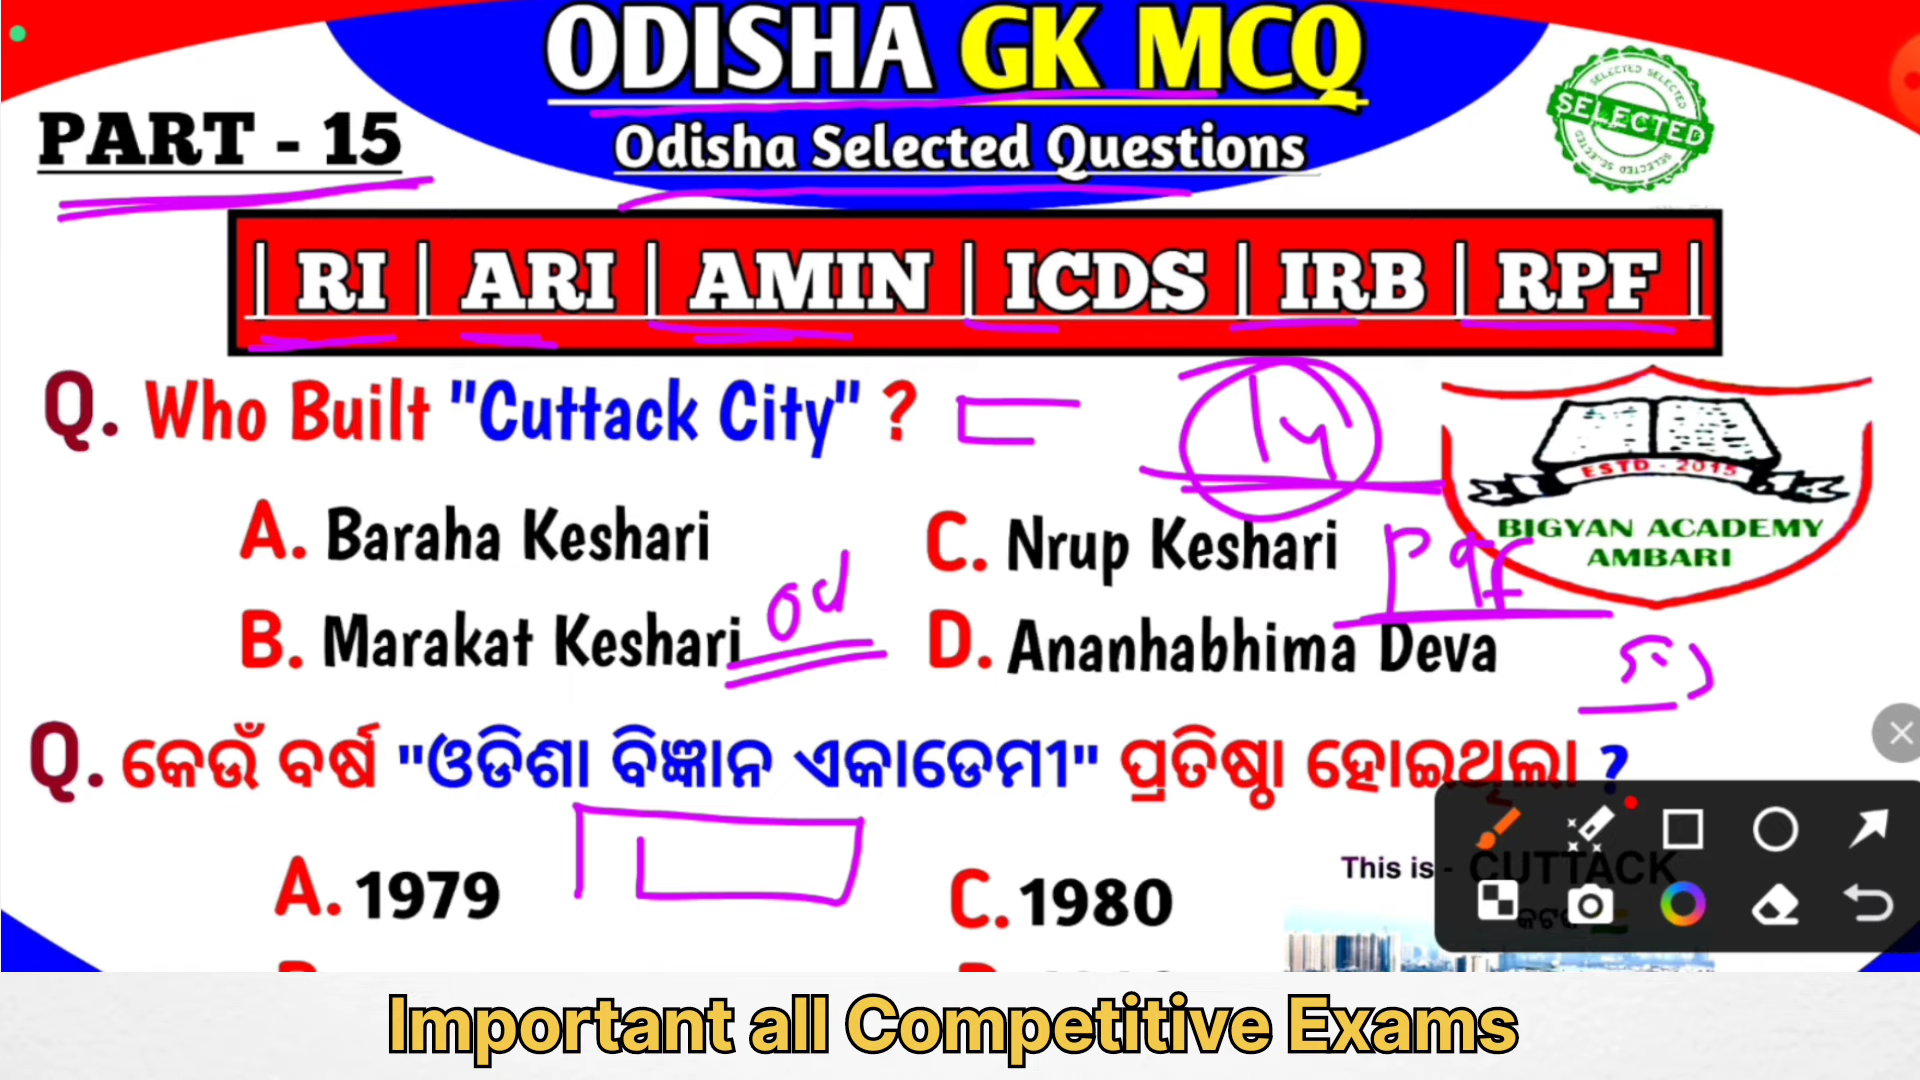 ODISHA GK MCQ
PART - 15
Odisha Selected Questions
SELECTED
| RI | ARI | AMIN | ICDS | IRB | RPF |
Q. Who Built "Cuttack City" ?
A. Baraha Keshari
C. Nrup Keshari
B. Marakat Keshari
D. Ananhabhima Deva
ESTD - 2015
BIGYAN ACADEMY
AMBARI
Q. କେଉଁ ବର୍ଷ "ଓଡିଶା ବିଜ୍ଞାନ ଏକାଡେମୀ" ପ୍ରତିଷ୍ଠା ହୋଇଥିଲା ?
A. 1979
C. 1980
This is - CUTTACK
Important all Competitive Exams